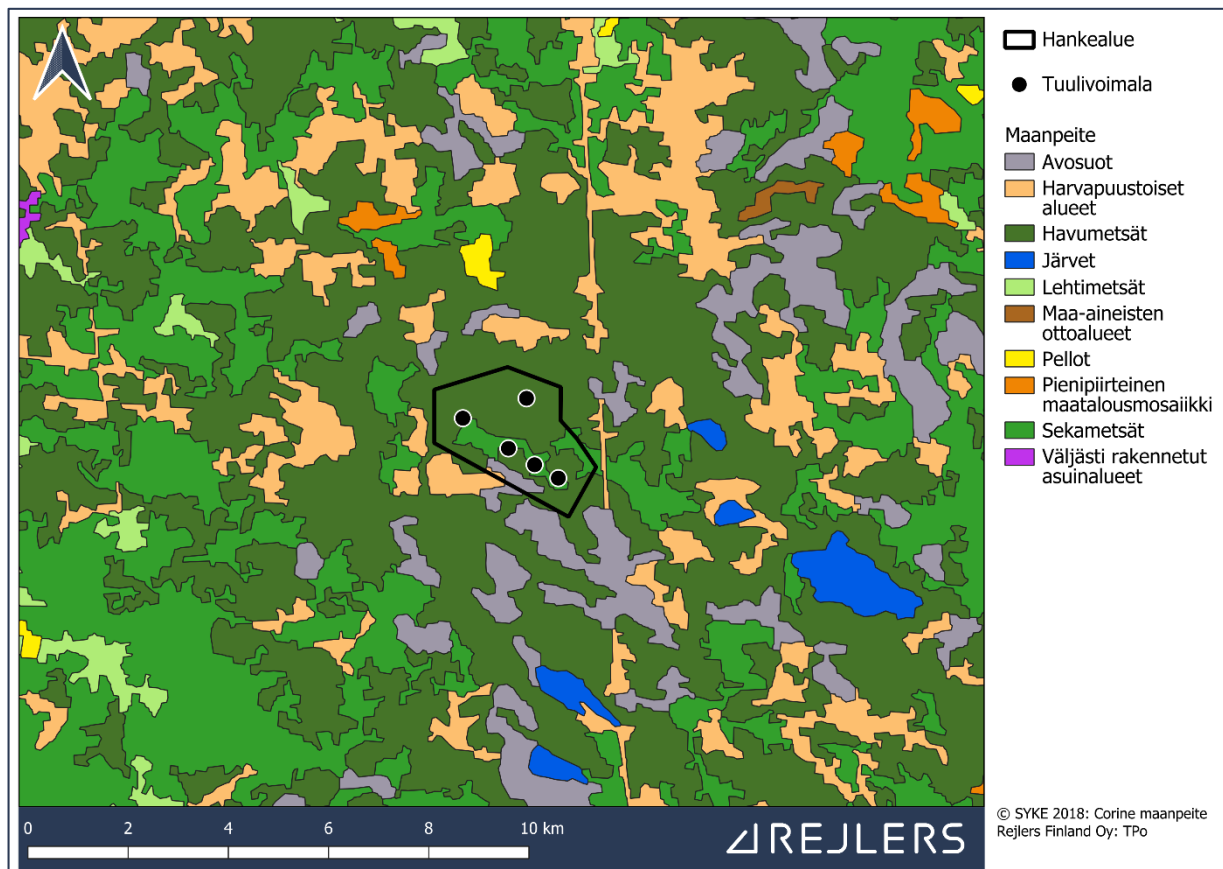 Hankealue
Tuulivoimala
Maanpeite
Avosuot
Harvapuustoiset
alueet
Havumetsät
Järvet
Lehtimetsät
Maa-aineisten
ottoalueet
Pellot
Pienipiirteinen
maatalousmosaiikki
Sekametsät
Väljästi rakennetut
asuinalueet
© SYKE 2018: Corine maanpeite
Rejlers Finland Oy: TPo
0 2 4 6 8 10 km
REJLERS